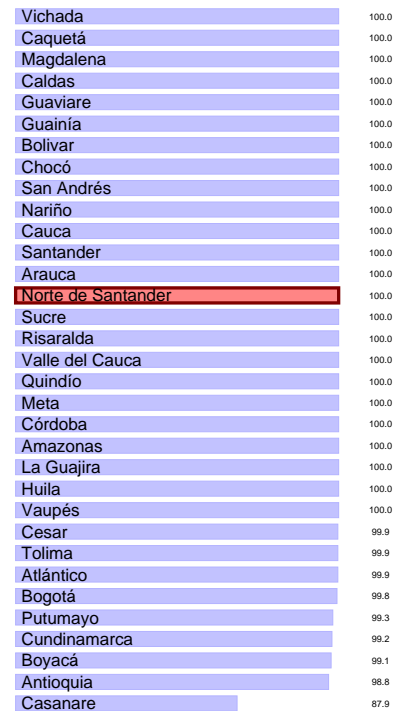 Vichada 100.0
Caquetá 100.0
Magdalena 100.0
Caldas 100.0
Guaviare 100.0
Guainía 100.0
Bolivar 100.0
Chocó 100.0
San Andrés 100.0
Nariño 100.0
Cauca 100.0
Santander 100.0
Arauca 100.0
Norte de Santander 100.0
Sucre 100.0
Risaralda 100.0
Valle del Cauca 100.0
Quindío 100.0
Meta 100.0
Córdoba 100.0
Amazonas 100.0
La Guajira 100.0
Huila 100.0
Vaupés 100.0
Cesar 99.9
Tolima 99.9
Atlántico 99.9
Bogotá 99.8
Putumayo 99.3
Cundinamarca 99.2
Boyacá 99.1
Antioquia 98.8
Casanare 87.9